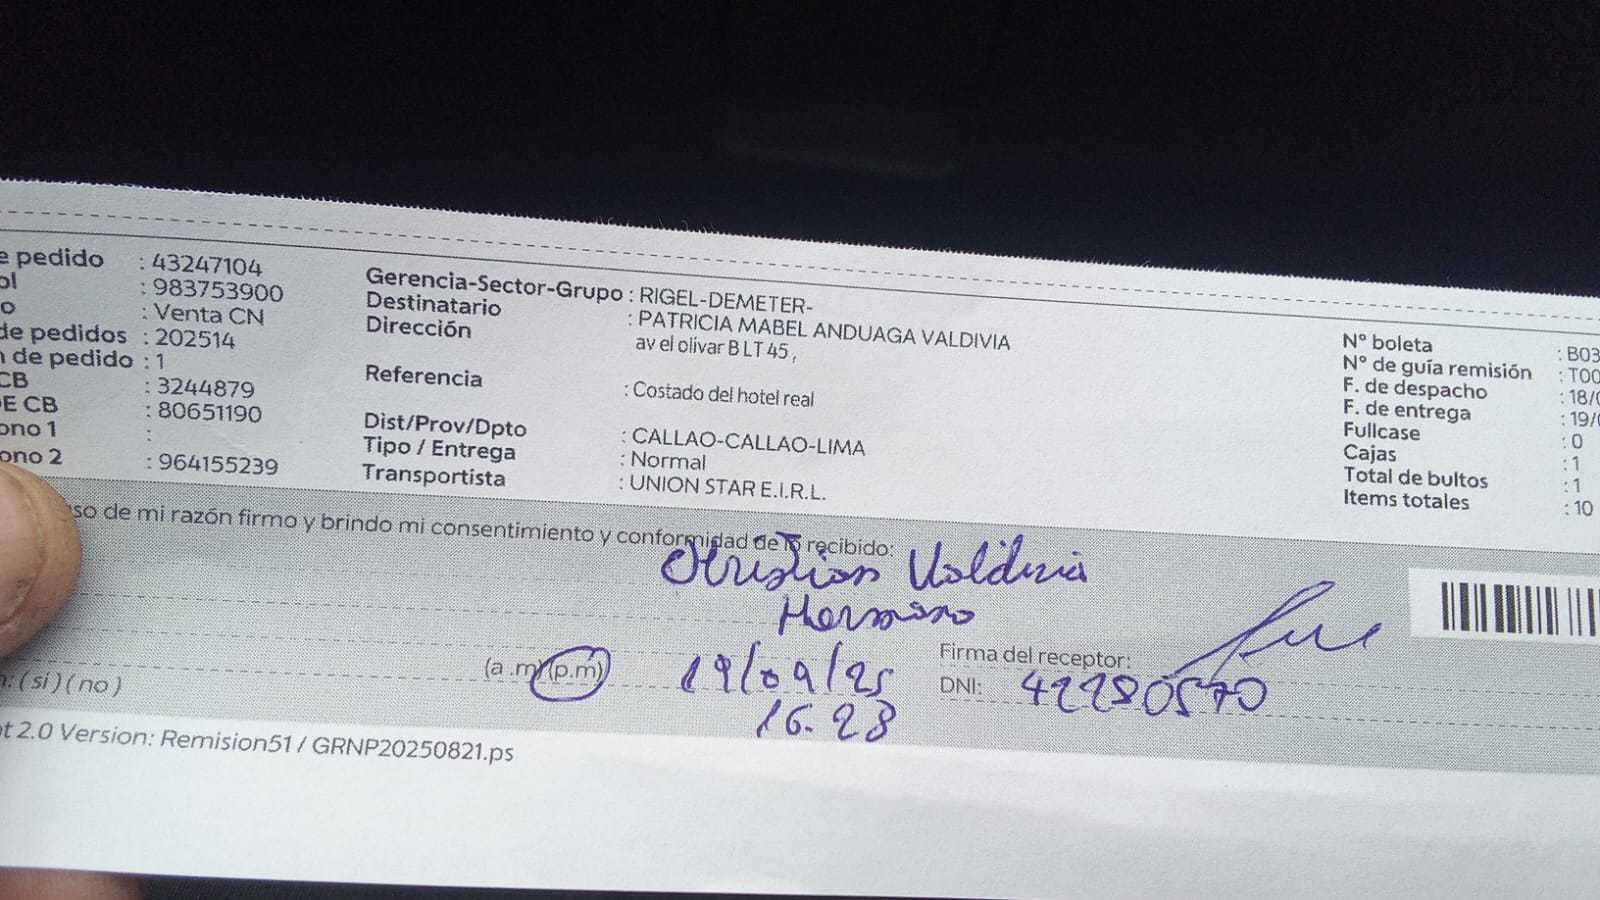 e pedido : 43247104
ol : 983753900
o : Venta CN
de pedidos : 202514
n de pedido : 1
CB : 3244879
E CB : 80651190
ono 1 :
ono 2 : 964155239
Gerencia-Sector-Grupo : RIGEL-DEMETER-
Destinatario : PATRICIA MABEL ANDUAGA VALDIVIA
Dirección av el olivar B LT 45 ,
Referencia : Costado del hotel real
Dist/Prov/Dpto : CALLAO-CALLAO-LIMA
Tipo / Entrega : Normal
Transportista : UNION STAR E.I.R.L.
N° boleta : B03
N° de guía remisión : T00
F. de despacho : 18/0
F. de entrega : 19/0
Fullcase : 0
Cajas : 1
Total de bultos : 1
Items totales : 10
uso de mi razón firmo y brindo mi consentimiento y conformidad de lo recibido:
Christian Valdivia
Hermano
(a .m) (p.m) 19/09/25
16.28
Firma del receptor:
DNI: 42280570
n: ( si ) ( no )
t 2.0 Version: Remision51 / GRNP20250821.ps